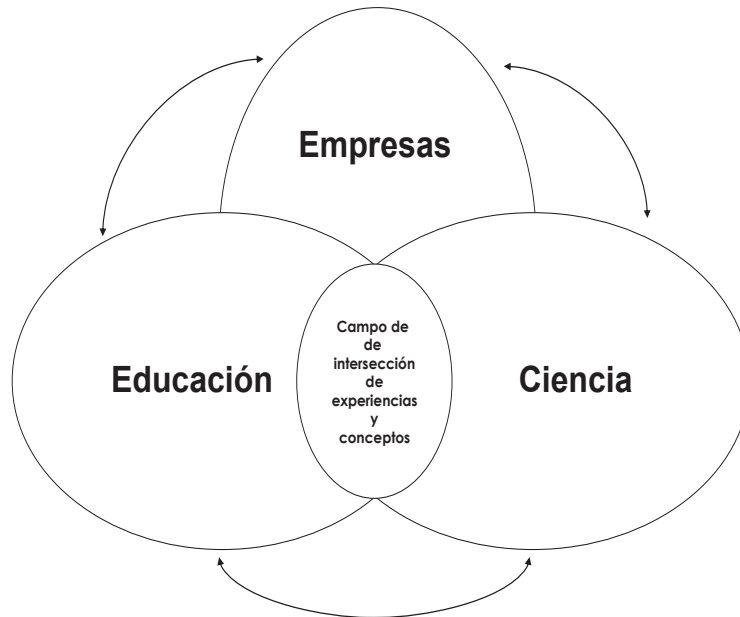 Empresas
Educación
Campo de
de
intersección
de
experiencias
y
conceptos
Ciencia